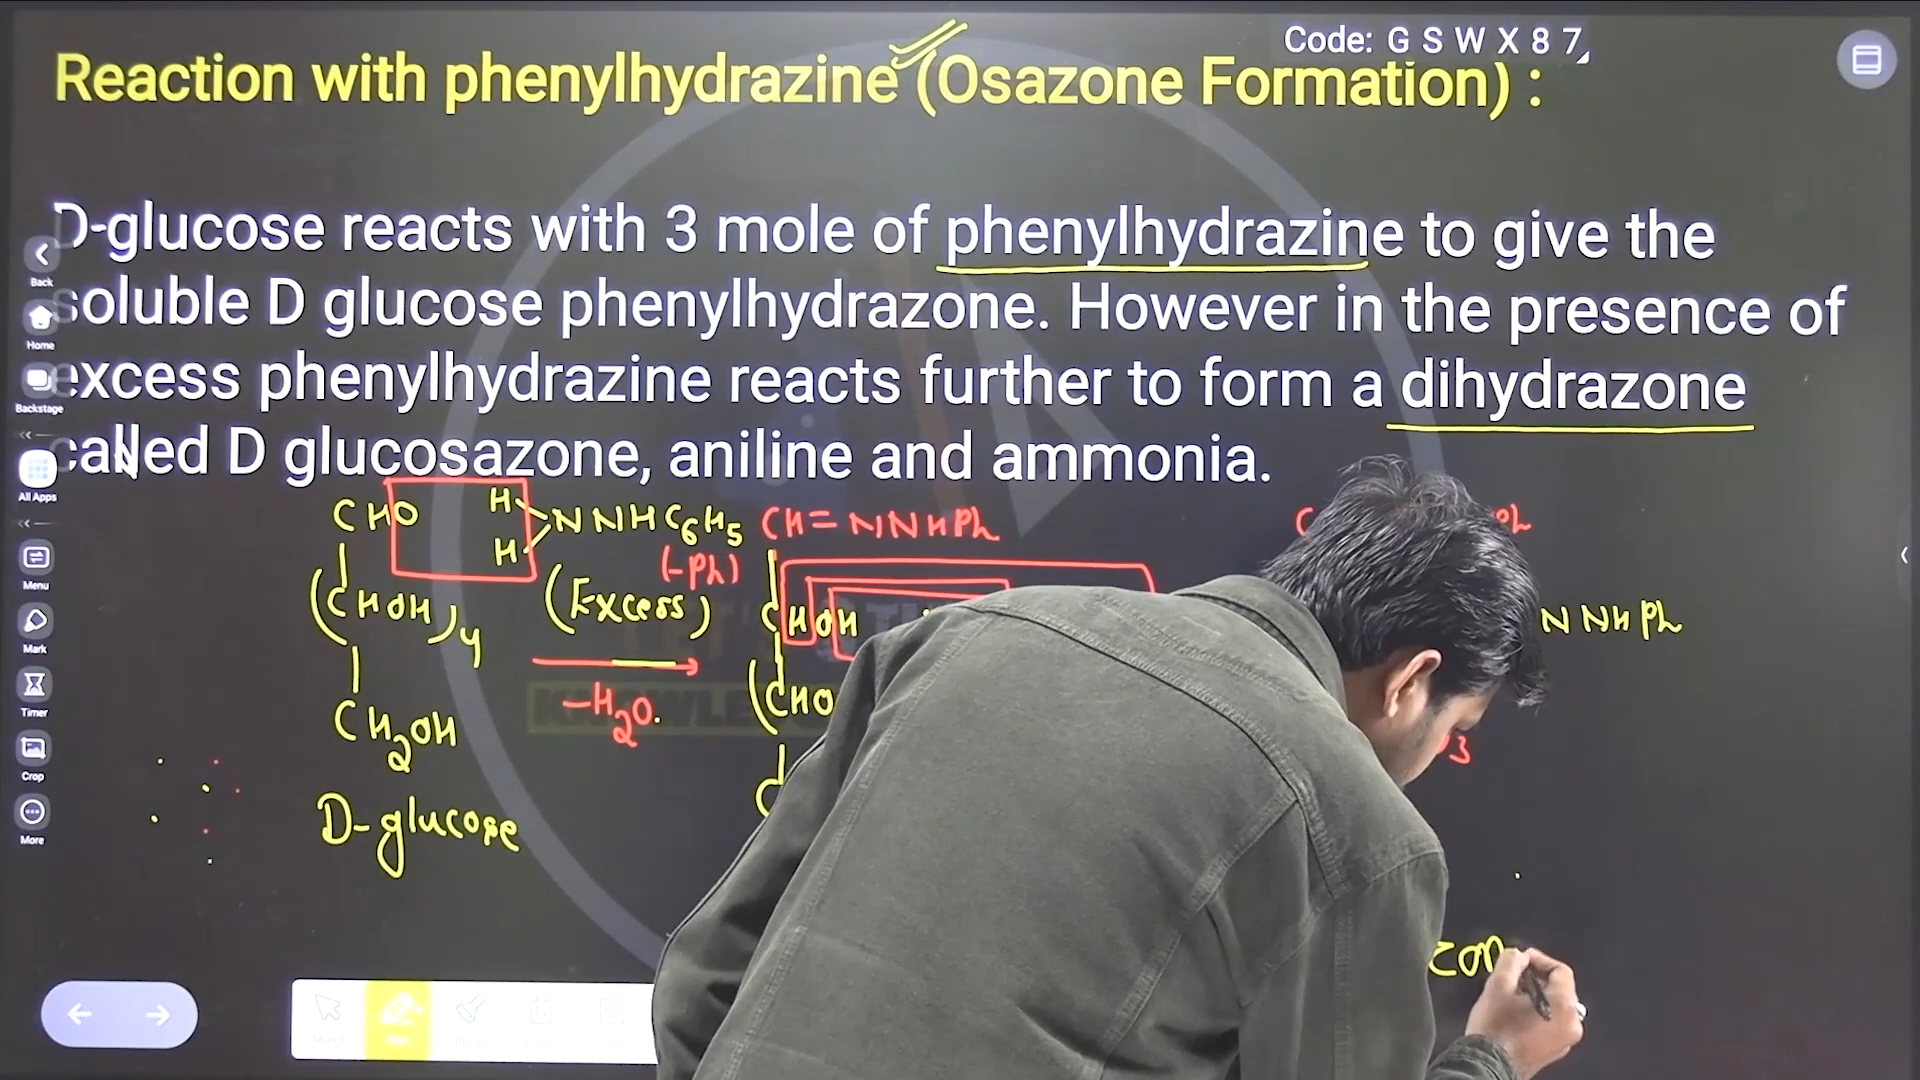 Code: G S W X 8 7
Reaction with phenylhydrazine (Osazone Formation) :
D-glucose reacts with 3 mole of phenylhydrazine to give the
soluble D glucose phenylhydrazone. However in the presence of
excess phenylhydrazine reacts further to form a dihydrazone
called D glucosazone, aniline and ammonia.
Back
Home
Backstage
All Apps
Menu
Mark
Timer
Crop
More
CHO H H N NHC6H5 CH=NNHPh
(-Ph)
(CHOH)4 (Excess) CHOH NNHPh
-H2O.
CH2OH (CHO
D-glucose
Select